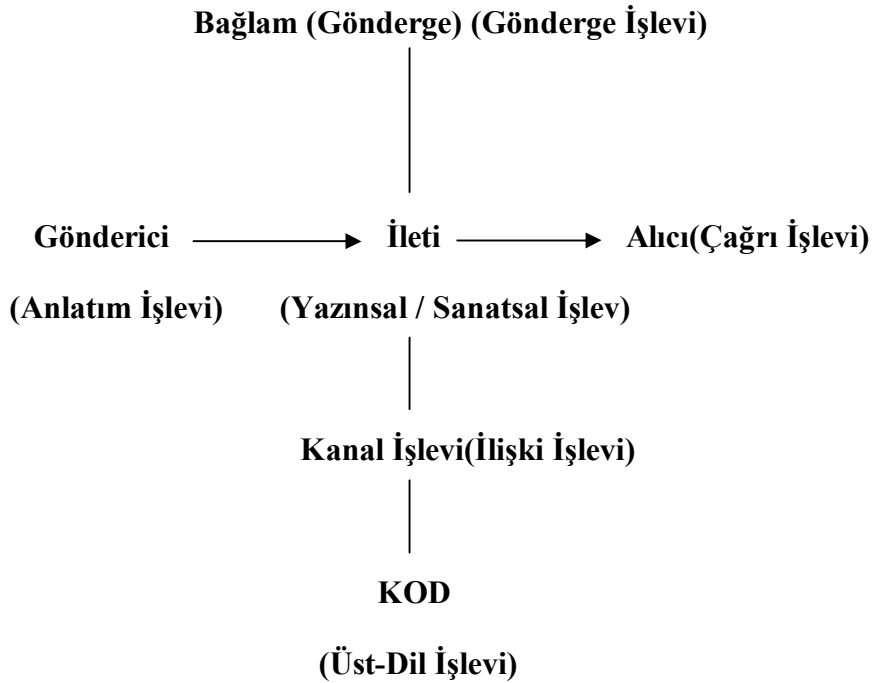 Bağlam (Gönderge) (Gönderge İşlevi)
Gönderici İleti Alıcı(Çağrı İşlevi)
(Anlatım İşlevi) (Yazınsal / Sanatsal İşlev)
Kanal İşlevi(İlişki İşlevi)
KOD
(Üst-Dil İşlevi)